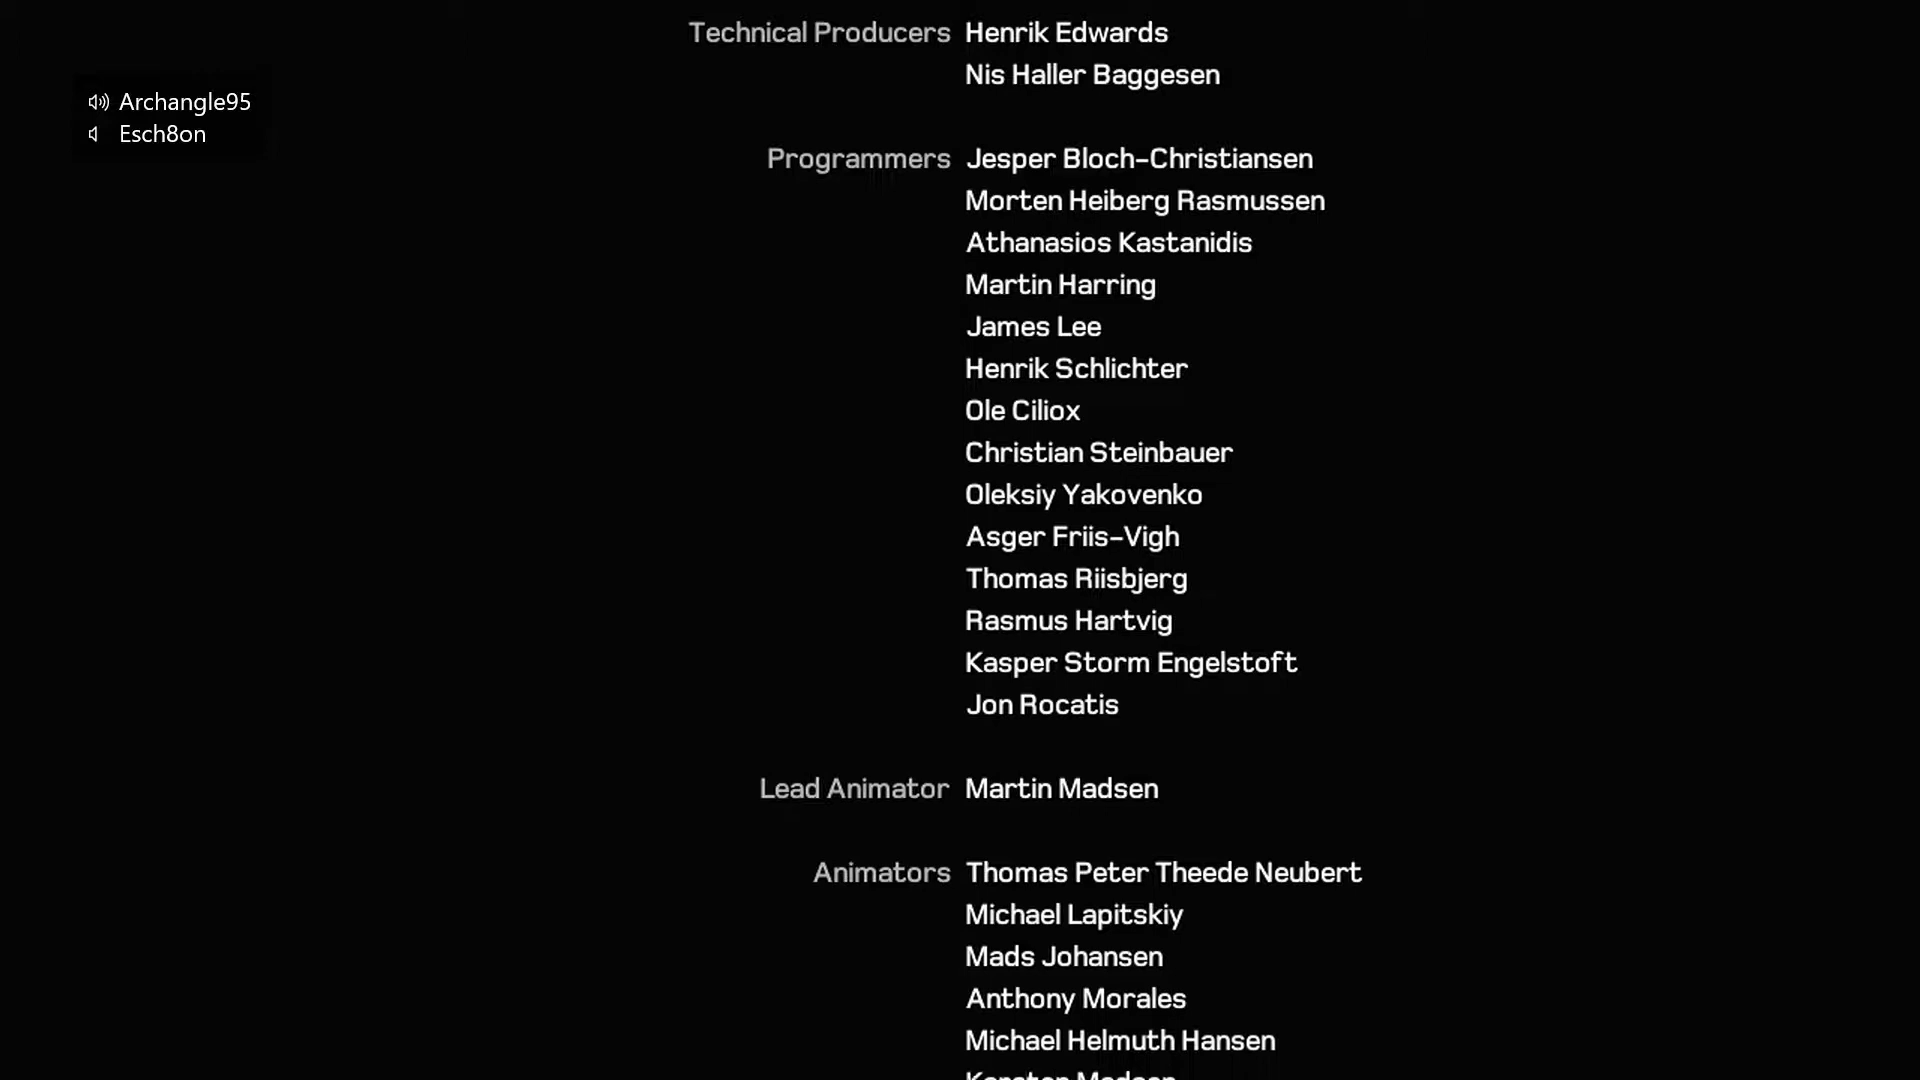 Technical Producers Henrik Edwards
Nis Haller Baggesen
Archangle95
Esch8on
Programmers Jesper Bloch-Christiansen
Morten Heiberg Rasmussen
Athanasios Kastanidis
Martin Harring
James Lee
Henrik Schlichter
Ole Ciliox
Christian Steinbauer
Oleksiy Yakovenko
Asger Friis-Vigh
Thomas Riisbjerg
Rasmus Hartvig
Kasper Storm Engelstoft
Jon Rocatis
Lead Animator Martin Madsen
Animators Thomas Peter Theede Neubert
Michael Lapitskiy
Mads Johansen
Anthony Morales
Michael Helmuth Hansen